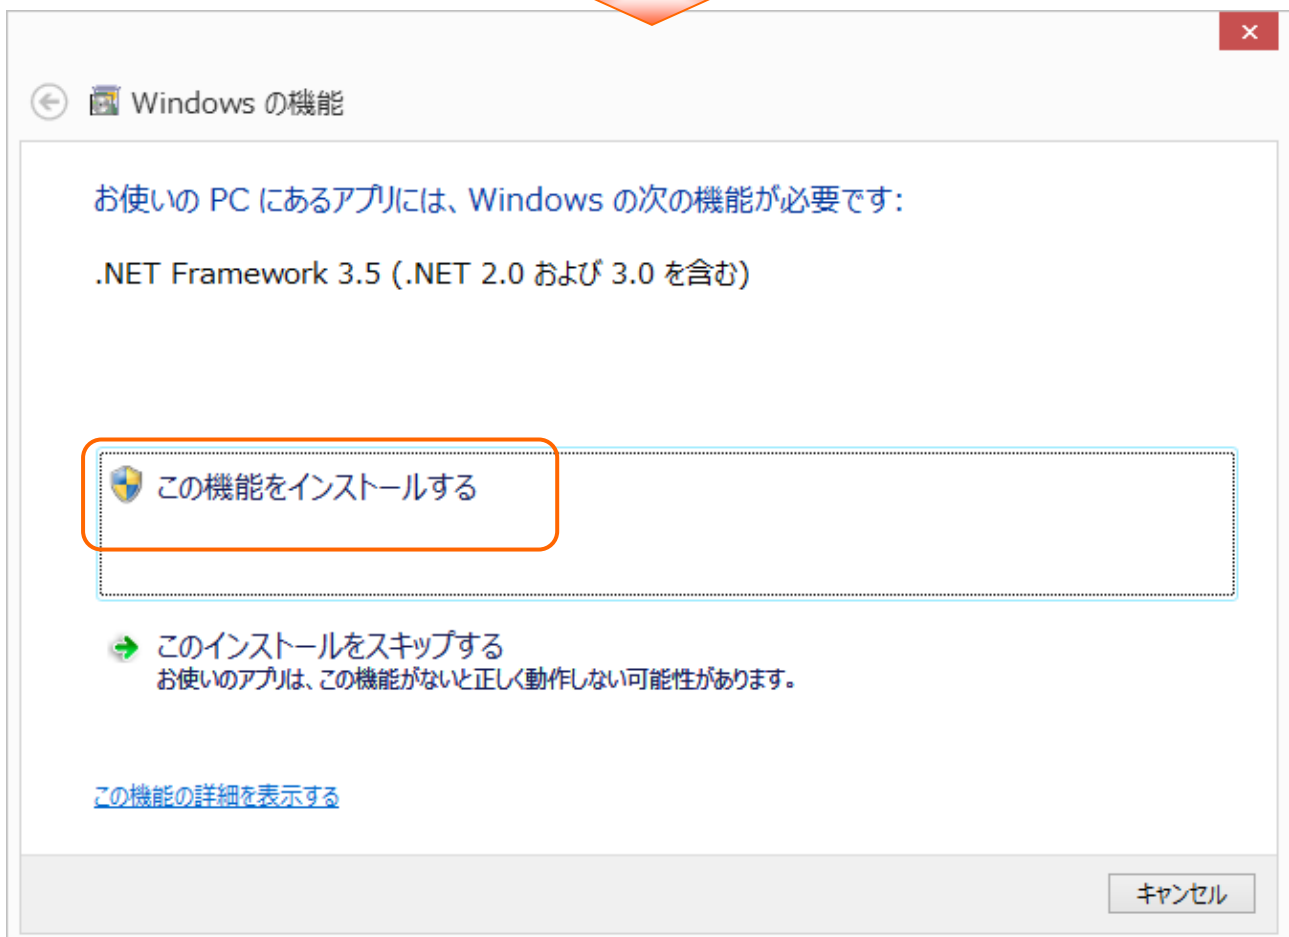 Windows の機能
お使いの PC にあるアプリには、Windows の次の機能が必要です:
.NET Framework 3.5 (.NET 2.0 および 3.0 を含む)
この機能をインストールする
このインストールをスキップする
お使いのアプリは、この機能がないと正しく動作しない可能性があります。
この機能の詳細を表示する
キャンセル